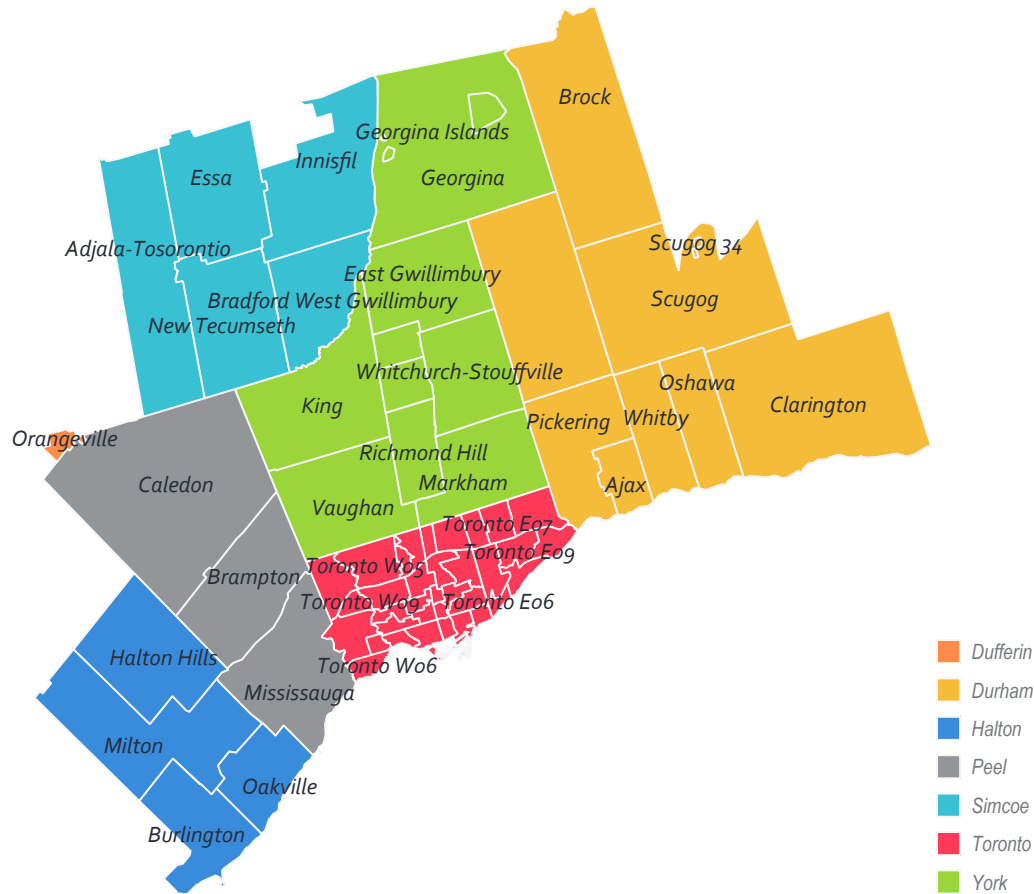 Brock
Georgina Islands
Innisfil
Essa
Georgina
Scugog 34
Adjala-Tosorontio
East Gwillimbury
Bradford West Gwillimbury
Scugog
New Tecumseth
Whitchurch-Stouffville
Oshawa
King
Clarington
Pickering
Whitby
Orangeville
Richmond Hill
Markham
Caledon
Ajax
Vaughan
Toronto E07
Toronto E09
Toronto W05
Brampton
Toronto W09
Toronto E06
Halton Hills
Toronto W06
Mississauga
Milton
Oakville
Burlington
Dufferin
Durham
Halton
Peel
Simcoe
Toronto
York